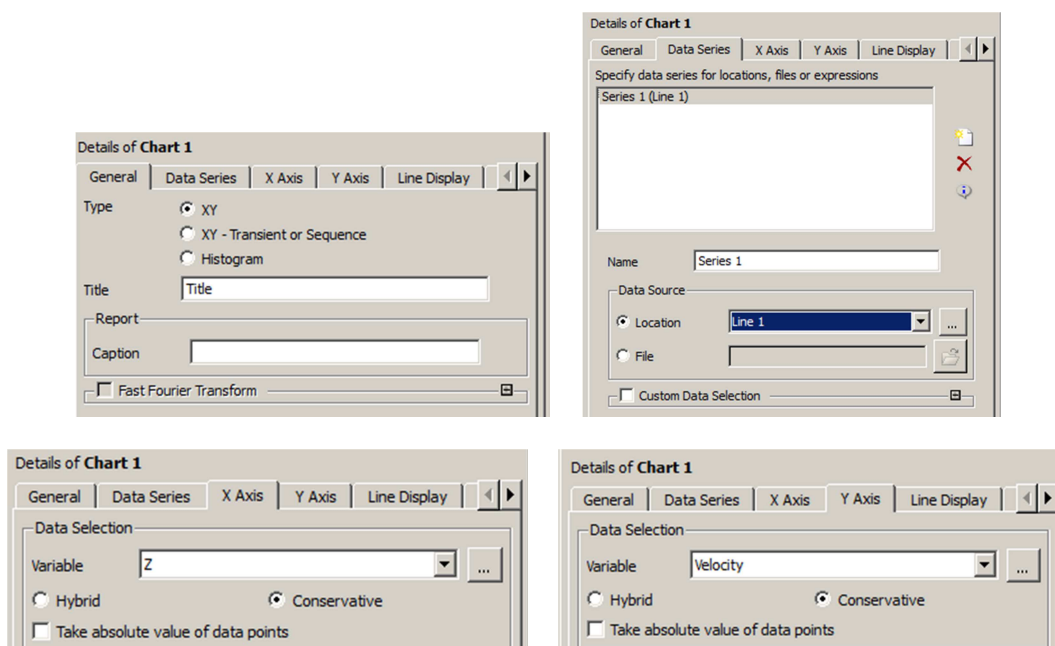 Details of Chart 1
General Data Series X Axis Y Axis Line Display
Type XY
XY - Transient or Sequence
Histogram
Title Title
Report
Caption
Fast Fourier Transform
Details of Chart 1
General Data Series X Axis Y Axis Line Display
Specify data series for locations, files or expressions
Series 1 (Line 1)
Name Series 1
Data Source
Location Line 1 ...
File
Custom Data Selection
Details of Chart 1
General Data Series X Axis Y Axis Line Display
Data Selection
Variable Z ...
Hybrid Conservative
Take absolute value of data points
Details of Chart 1
General Data Series X Axis Y Axis Line Display
Data Selection
Variable Velocity ...
Hybrid Conservative
Take absolute value of data points